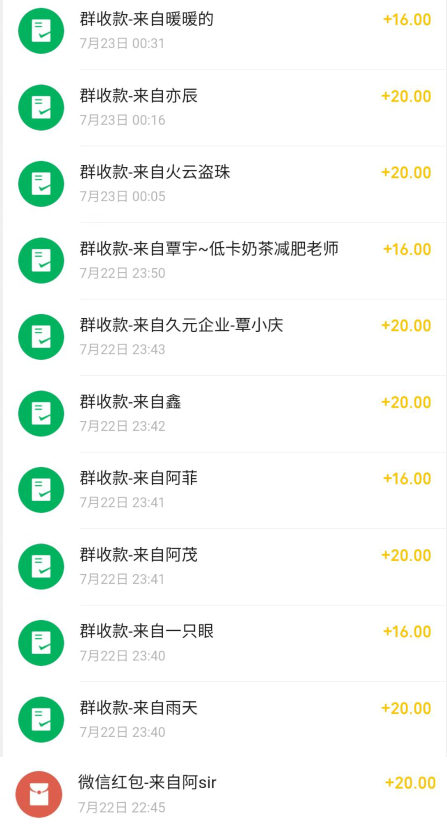 群收款-来自暖暖的 +16.00
7月23日 00:31
群收款-来自亦辰 +20.00
7月23日 00:16
群收款-来自火云盗珠 +20.00
7月23日 00:05
群收款-来自覃宇~低卡奶茶减肥老师 +16.00
7月22日 23:50
群收款-来自久元企业-覃小庆 +20.00
7月22日 23:43
群收款-来自鑫 +20.00
7月22日 23:42
群收款-来自阿菲 +16.00
7月22日 23:41
群收款-来自阿茂 +20.00
7月22日 23:41
群收款-来自一只眼 +16.00
7月22日 23:40
群收款-来自雨天 +20.00
7月22日 23:40
微信红包-来自阿sir +20.00
7月22日 22:45